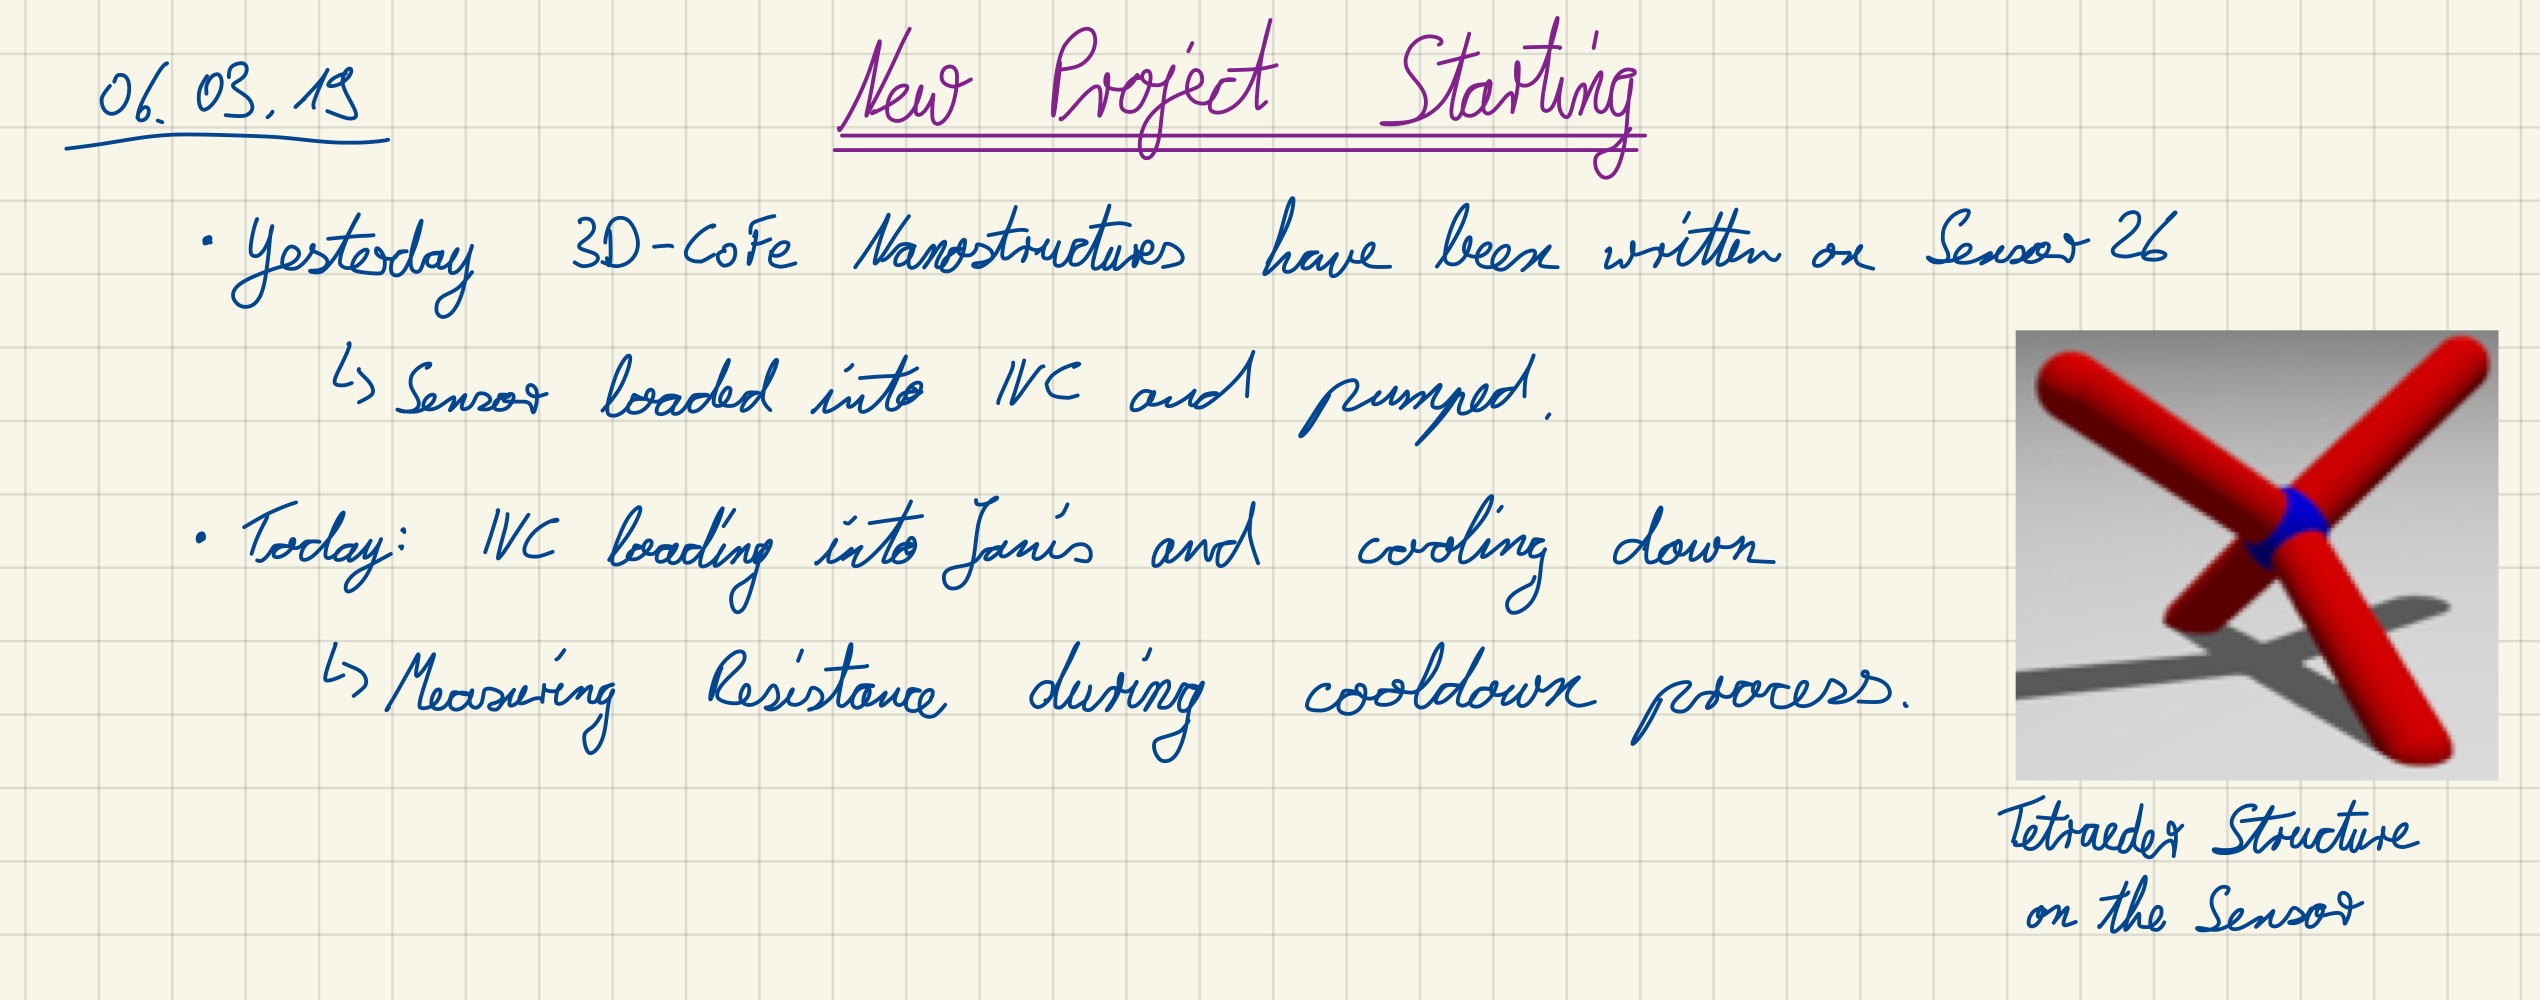 06.03.19
New Project Starting
· Yesterday 3D-CoFe Nanostructures have been written on Sensor 26
↳ Sensor loaded into IVC and pumped.
· Today: IVC loading into Janis and cooling down
↳ Measuring Resistance during cooldown process.
Tetraeder Structure
on the Sensor